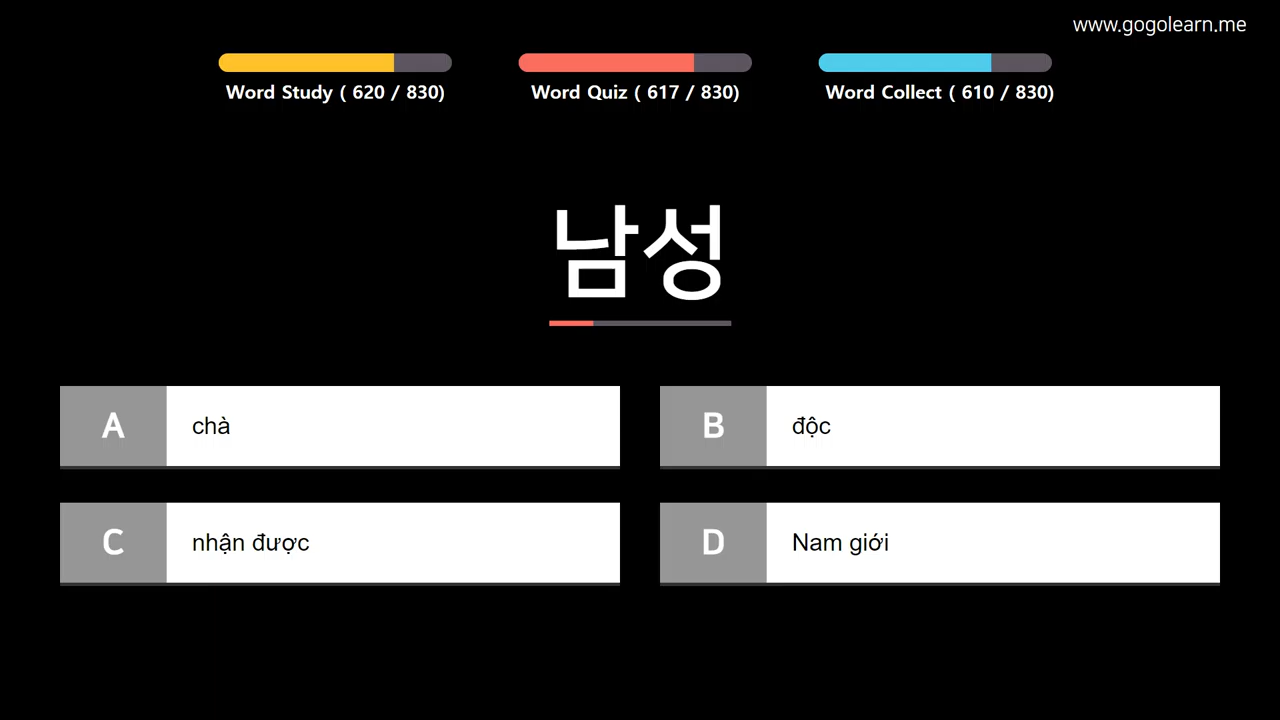 www.gogolearn.me
Word Study ( 620 / 830)
Word Quiz ( 617 / 830)
Word Collect ( 610 / 830)
남성
A chà
B độc
C nhận được
D Nam giới